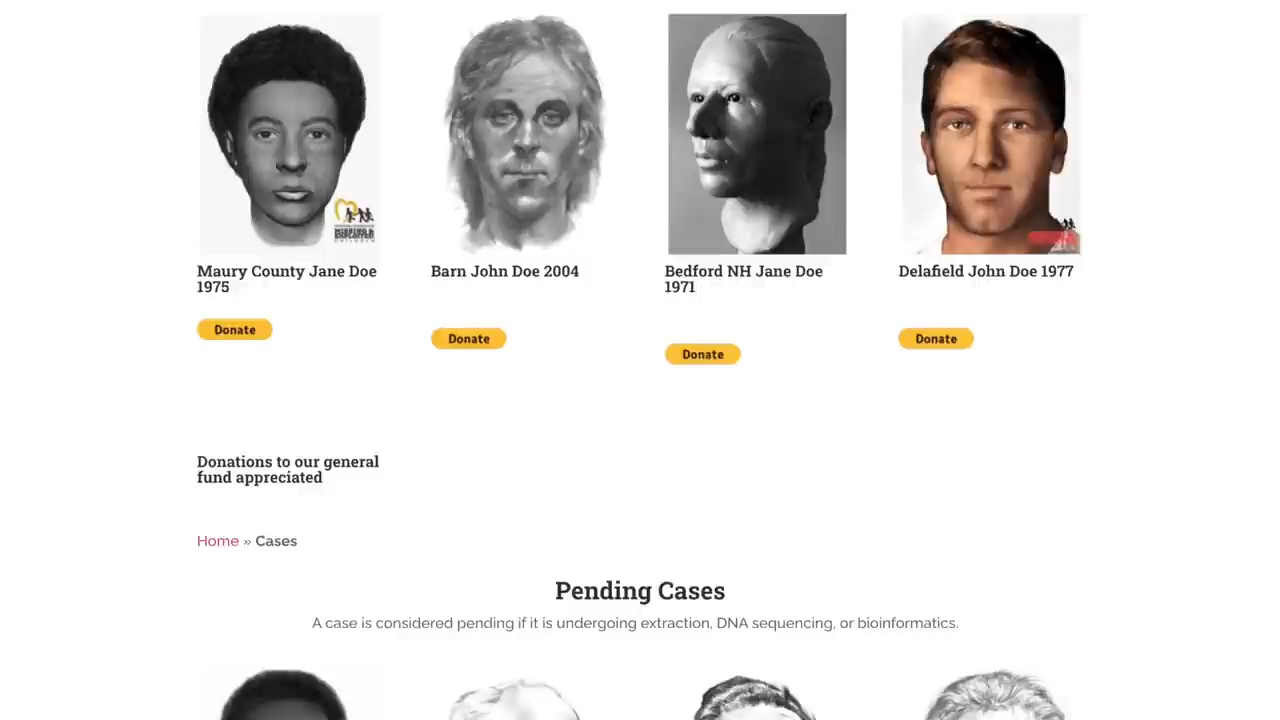 Maury County Jane Doe
1975
Barn John Doe 2004
Bedford NH Jane Doe
1971
Delafield John Doe 1977
Donate
Donate
Donate
Donate
Donations to our general
fund appreciated
Home » Cases
Pending Cases
A case is considered pending if it is undergoing extraction, DNA sequencing, or bioinformatics.